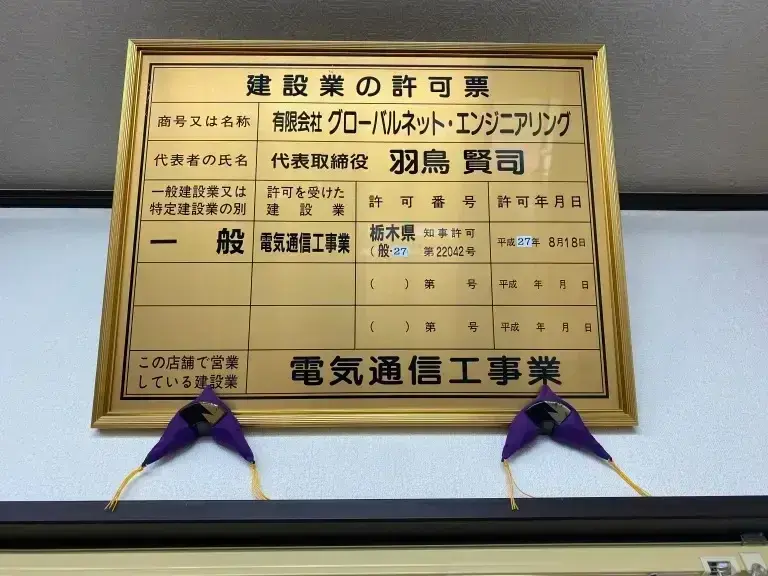 建設業の許可票
商号又は名称 有限会社 グローバルネット・エンジニアリング
代表者の氏名 代表取締役 羽鳥 賢司
一般建設業又は
特定建設業の別
許可を受けた
建設業
許可番号
許可年月日
一般
電気通信工事業
栃木県 知事許可
(般-27 第22042号
平成27年 8月18日
( ) 第 号
平成 年 月 日
( ) 第 号
平成 年 月 日
この店舗で営業
している建設業
電気通信工事業